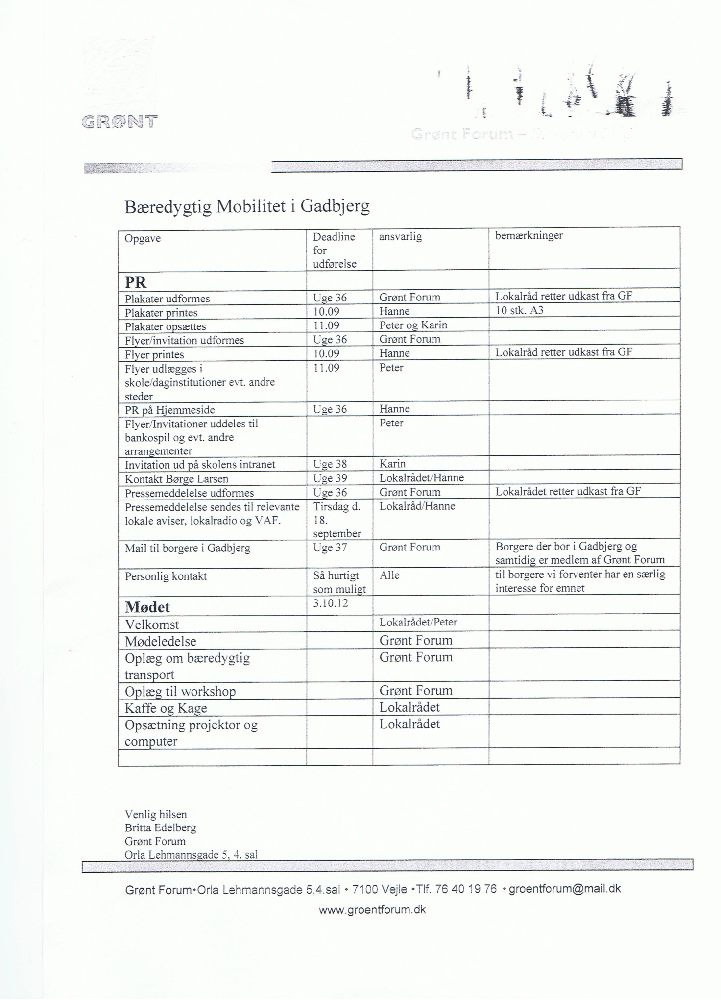 GRØNT
Grønt Forum –
Bæredygtig Mobilitet i Gadbjerg
Opgave Deadline for udførelse ansvarlig bemærkninger
PR
Plakater udformes Uge 36 Grønt Forum Lokalråd retter udkast fra GF
Plakater printes 10.09 Hanne 10 stk. A3
Plakater opsættes 11.09 Peter og Karin
Flyer/invitation udformes Uge 36 Grønt Forum
Flyer printes 10.09 Hanne Lokalråd retter udkast fra GF
Flyer udlægges i 11.09 Peter
skole/daginstitutioner evt. andre
steder
PR på Hjemmeside Uge 36 Hanne
Flyer/Invitationer uddeles til Peter
bankospil og evt. andre
arrangementer
Invitation ud på skolens intranet Uge 38 Karin
Kontakt Børge Larsen Uge 39 Lokalrådet/Hanne
Pressemeddelelse udformes Uge 36 Grønt Forum Lokalrådet retter udkast fra GF
Pressemeddelelse sendes til relevante Tirsdag d. Lokalråd/Hanne
lokale aviser, lokalradio og VAF. 18.
september
Mail til borgere i Gadbjerg Uge 37 Grønt Forum Borgere der bor i Gadbjerg og
samtidig er medlem af Grønt Forum
Personlig kontakt Så hurtigt Alle til borgere vi forventer har en særlig
som muligt interesse for emnet
Mødet 3.10.12
Velkomst Lokalrådet/Peter
Mødeledelse Grønt Forum
Oplæg om bæredygtig Grønt Forum
transport
Oplæg til workshop Grønt Forum
Kaffe og Kage Lokalrådet
Opsætning projektor og Lokalrådet
computer
Venlig hilsen
Britta Edelberg
Grønt Forum
Orla Lehmannsgade 5, 4. sal
Grønt Forum•Orla Lehmannsgade 5,4.sal • 7100 Vejle •Tlf. 76 40 19 76 • groentforum@mail.dk
www.groentforum.dk